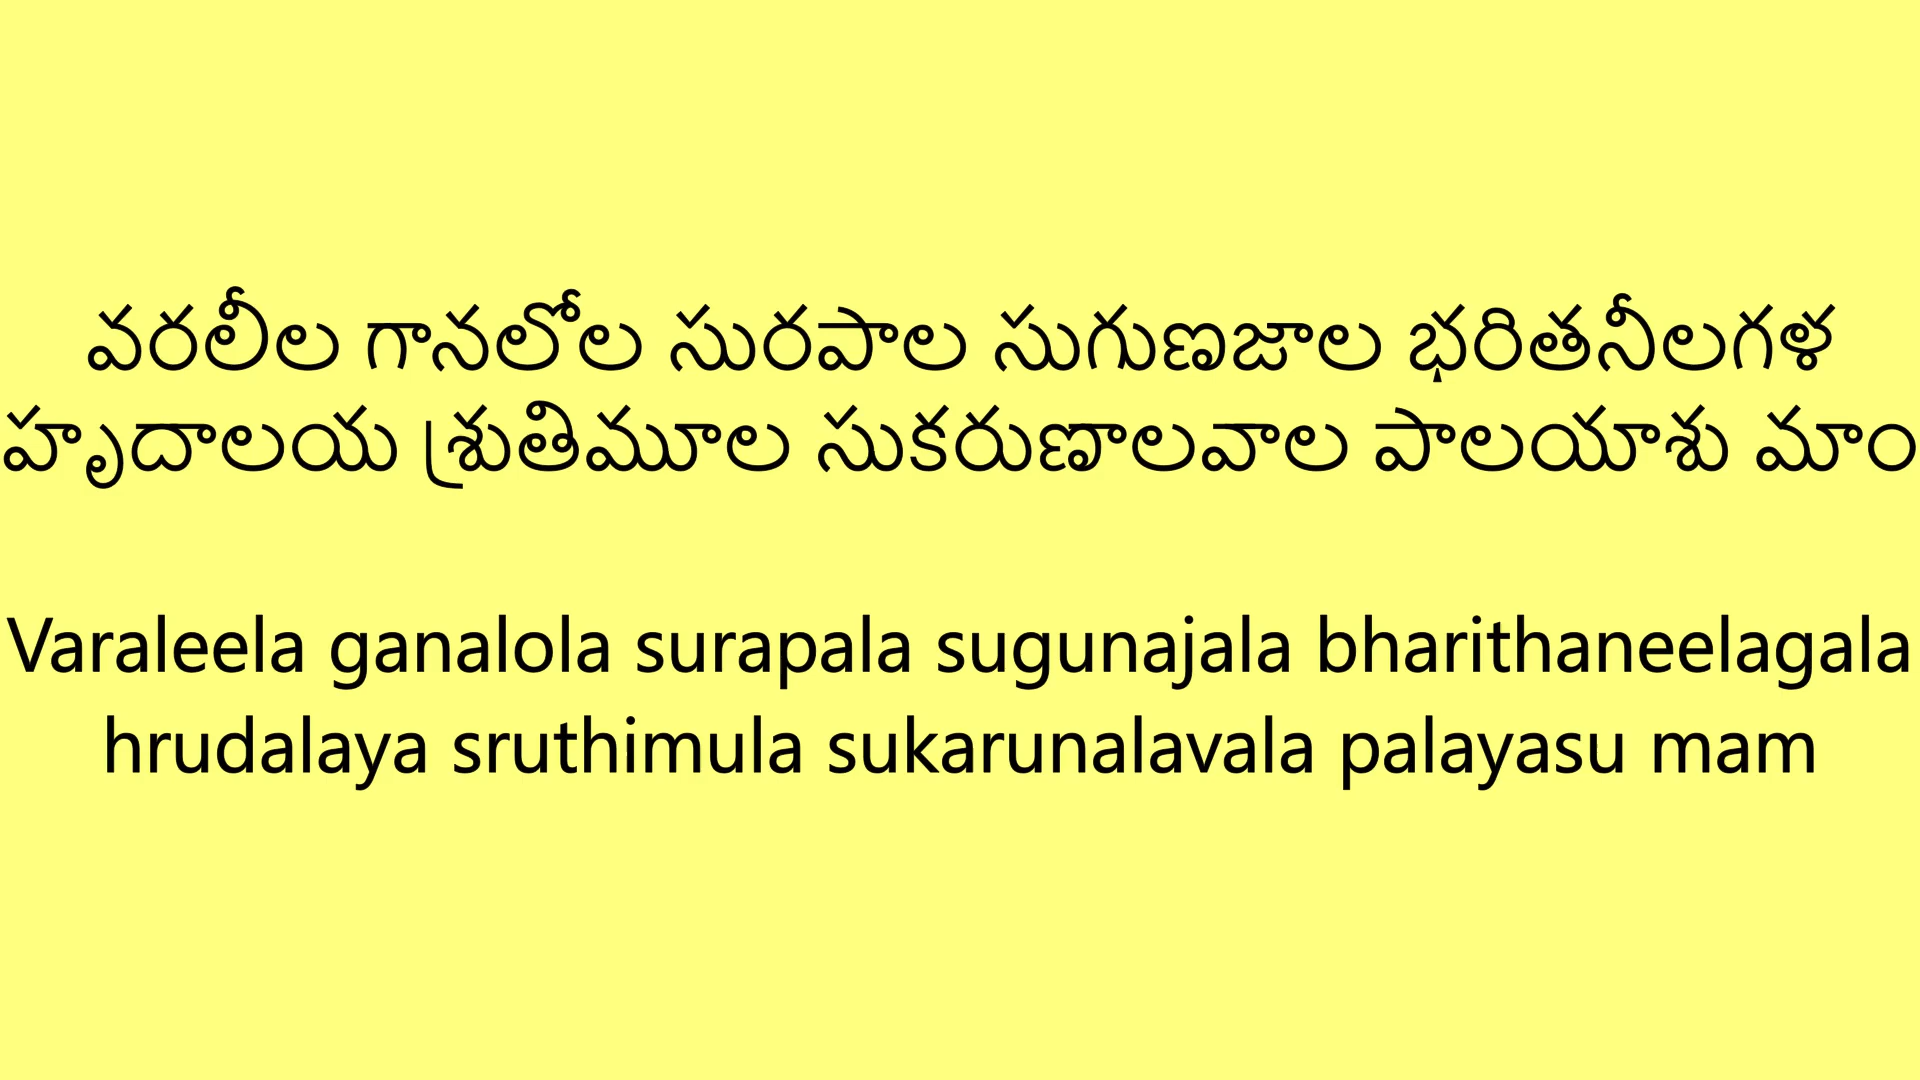 వరలీల గానలోల సురపాల సుగుణజాల భరితనీలగళ
హృదాలయ శ్రుతిమూల సుకరుణాలవాల పాలయాశు మాం
Varaleela ganalola surapala sugunajala bharithaneelagala
hrudalaya sruthimula sukarunalavala palayasu mam